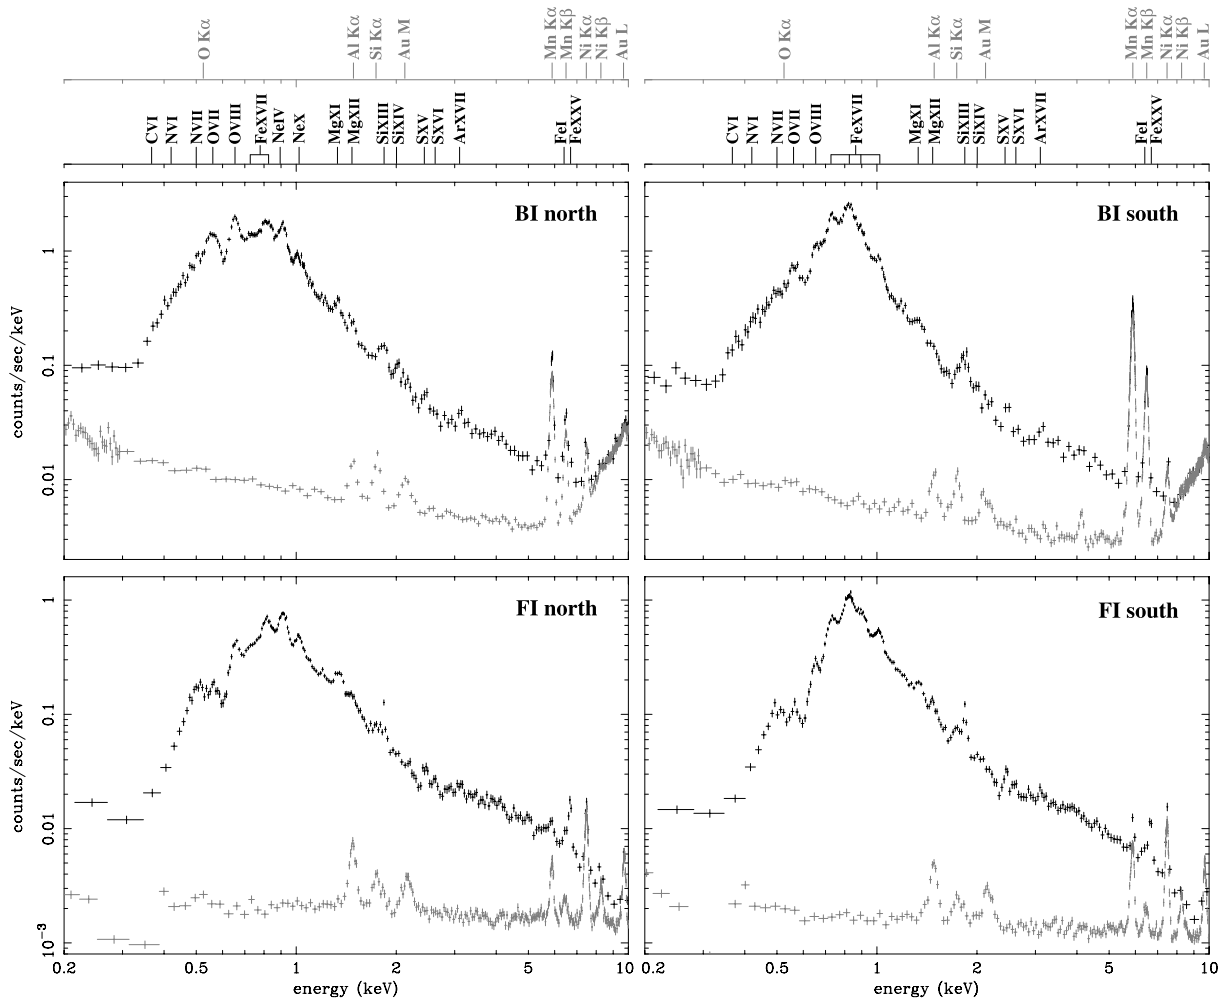 O Kα Al Kα Si Kα Au M Mn Kα Mn Kβ Ni Kα Ni Kβ Au L
O Kα Al Kα Si Kα Au M Mn Kα Mn Kβ Ni Kα Ni Kβ Au L
CVI NVI NVII OVII OVIII FeXVII NeIV NeX MgXI MgXII SiXIII SiXIV SXV SXVI ArXVII FeI FeXXV
CVI NVI NVII OVII OVIII FeXVII MgXI MgXII SiXIII SiXIV SXV SXVI ArXVII FeI FeXXV
BI north
BI south
counts/sec/keV
1
0.1
0.01
FI north
FI south
counts/sec/keV
1
0.1
0.01
10⁻³
0.2 0.5 1 2 5 10
0.2 0.5 1 2 5 10
energy (keV)
energy (keV)